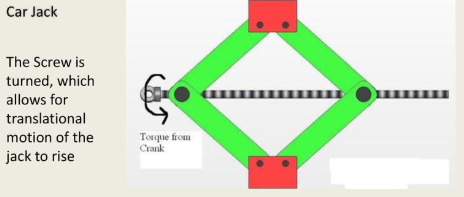 Car Jack
The Screw is
turned, which
allows for
translational
motion of the
jack to rise
Torque from
Crank